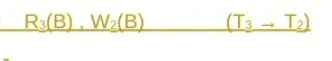 R₃(B) , W₂(B) (T₃ → T₂)